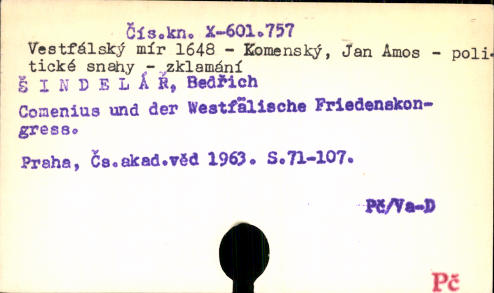 Čís.kn. X-601.757
Vestfálský mír 1648 - Komenský, Jan Amos - poli-
tické snahy - zklamání
Š I N D E L Á Ř, Bedřich
Comenius und der Westfälische Friedenskon-
gress.
Praha, Čs.akad.věd 1963. S.71-107.
Pč/Va-D
Pč